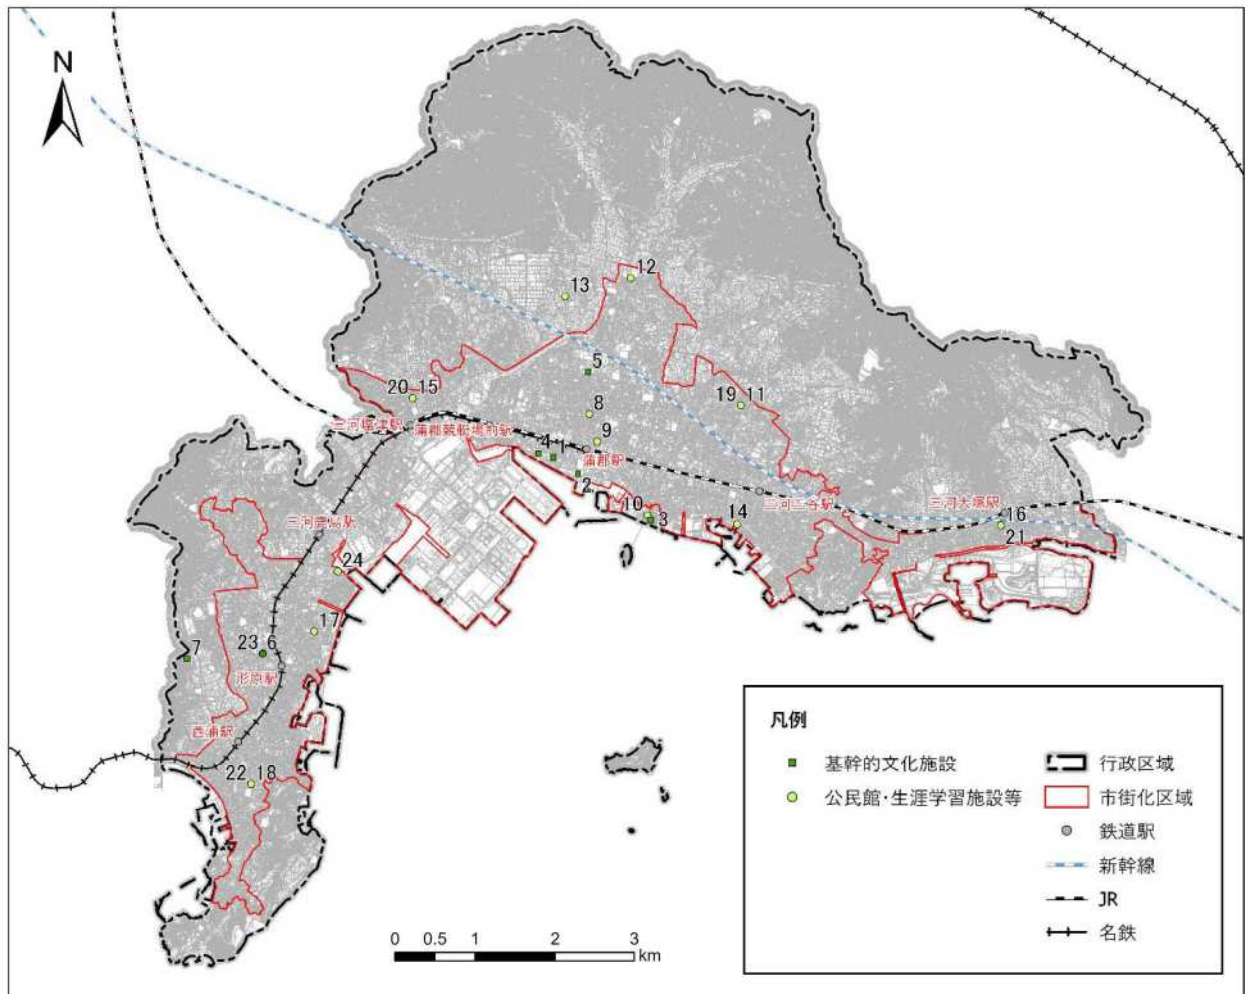 N
12
13
5
20 15
19 11
8
三河塩津駅
蒲郡競艇場前駅
9
4 1
蒲郡駅
2
三河三谷駅
三河大塚駅
10
3
14
16
21
三河鹿島駅
24
17
7
23 6
形原駅
西浦駅
22 18
凡例
基幹的文化施設
公民館・生涯学習施設等
行政区域
市街化区域
鉄道駅
新幹線
JR
名鉄
0 0.5 1 2 3
km